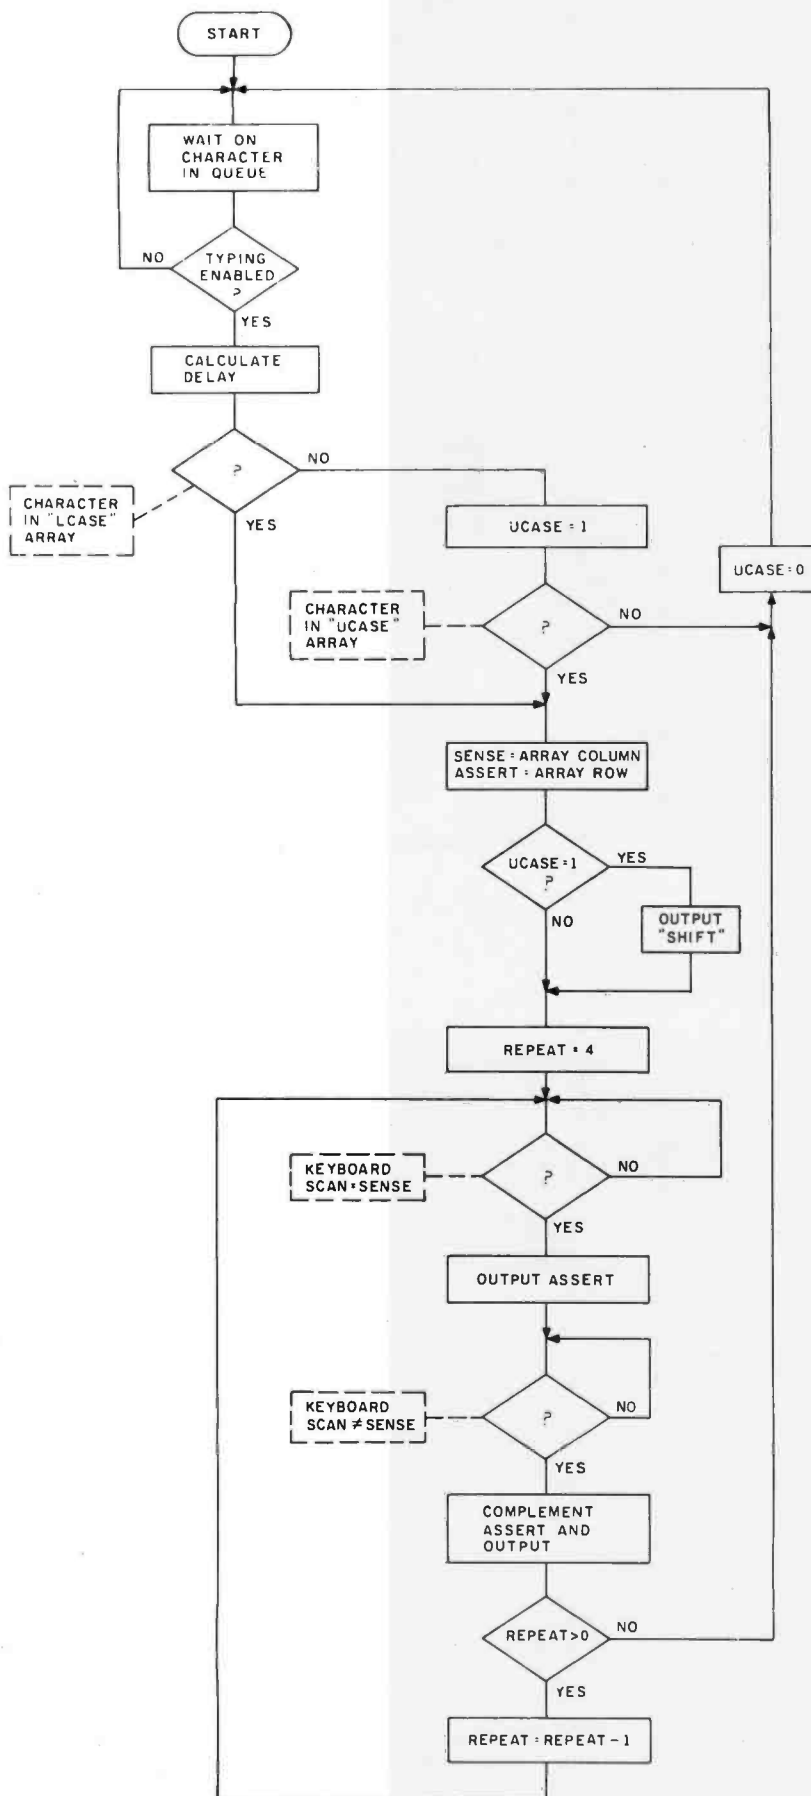 START
WAIT ON
CHARACTER
IN QUEUE
TYPING
ENABLED
?
NO
YES
CALCULATE
DELAY
?
NO
YES
CHARACTER
IN "LCASE"
ARRAY
UCASE=1
UCASE=0
CHARACTER
IN "UCASE"
ARRAY
?
NO
YES
SENSE=ARRAY COLUMN
ASSERT=ARRAY ROW
UCASE=1
?
YES
NO
OUTPUT
"SHIFT"
REPEAT = 4
KEYBOARD
SCAN=SENSE
?
NO
YES
OUTPUT ASSERT
KEYBOARD
SCAN≠SENSE
?
NO
YES
COMPLEMENT
ASSERT AND
OUTPUT
REPEAT>0
NO
YES
REPEAT=REPEAT-1